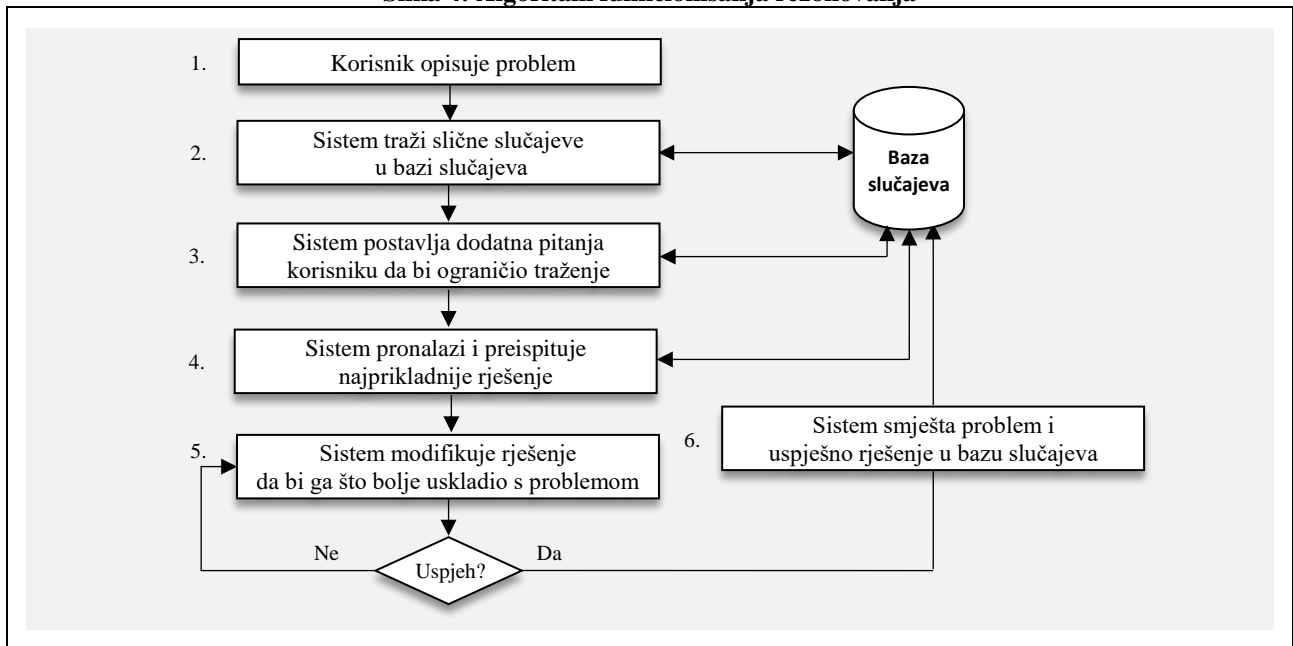 1.
Korisnik opisuje problem
2.
Sistem traži slične slučajeve
u bazi slučajeva
Baza
slučajeva
3.
Sistem postavlja dodatna pitanja
korisniku da bi ograničio traženje
4.
Sistem pronalazi i preispituje
najprikladnije rješenje
5.
Sistem modifikuje rješenje
da bi ga što bolje uskladio s problemom
6.
Sistem smješta problem i
uspješno rješenje u bazu slučajeva
Ne
Uspjeh?
Da